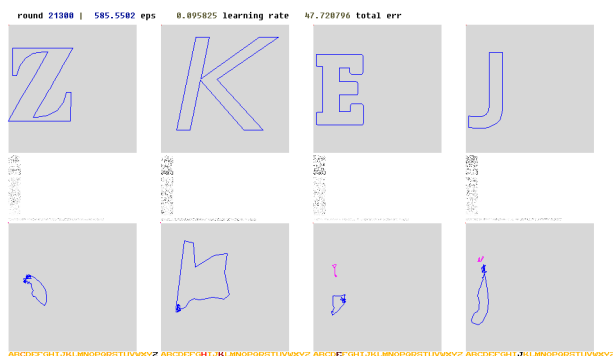 round 21300 | 585.5502 eps 0.095825 learning rate 47.720796 total err
Z K E J
ABCDEFGHIJKLMNOPQRSTUVWXYZ ABCDEFGHIJKLMNOPQRSTUVWXYZ ABCDEFGHIJKLMNOPQRSTUVWXYZ ABCDEFGHIJKLMNOPQRSTUVWXYZ